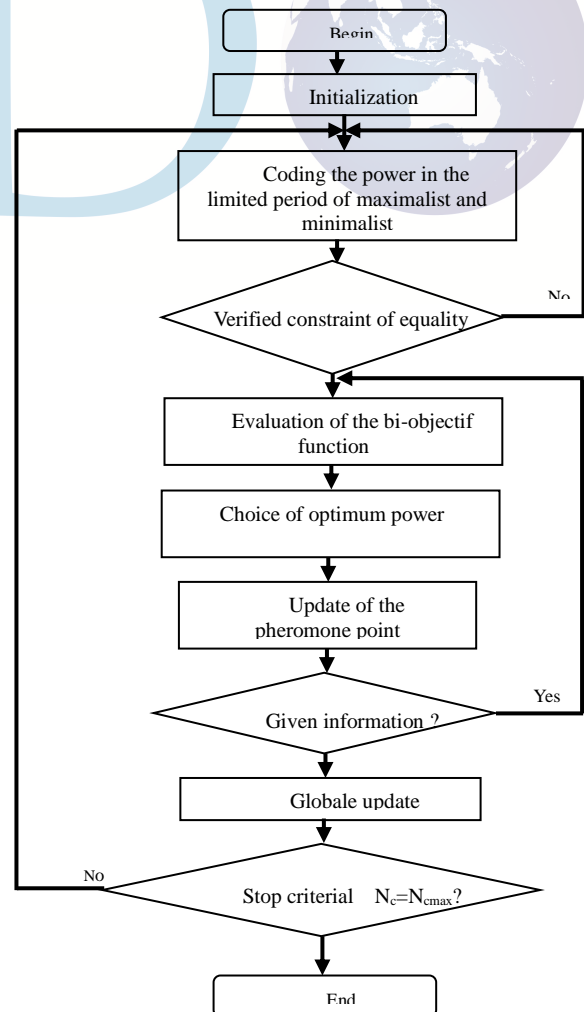 Begin
Initialization
Coding the power in the
limited period of maximalist and
minimalist
No
Verified constraint of equality
Evaluation of the bi-objectif
function
Choice of optimum power
Update of the
pheromone point
Yes
Given information ?
Globale update
No
Stop criterial N_c=N_cmax?
End